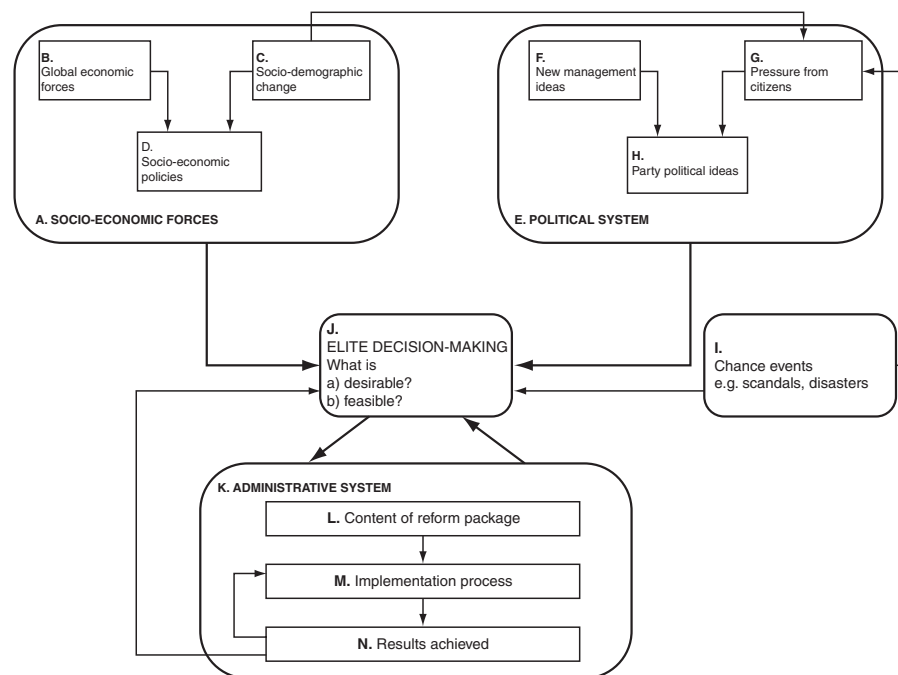 B.
Global economic
forces
C.
Socio-demographic
change
D.
Socio-economic
policies
A. SOCIO-ECONOMIC FORCES
F.
New management
ideas
G.
Pressure from
citizens
H.
Party political ideas
E. POLITICAL SYSTEM
J.
ELITE DECISION-MAKING
What is
a) desirable?
b) feasible?
I.
Chance events
e.g. scandals, disasters
K. ADMINISTRATIVE SYSTEM
L. Content of reform package
M. Implementation process
N. Results achieved